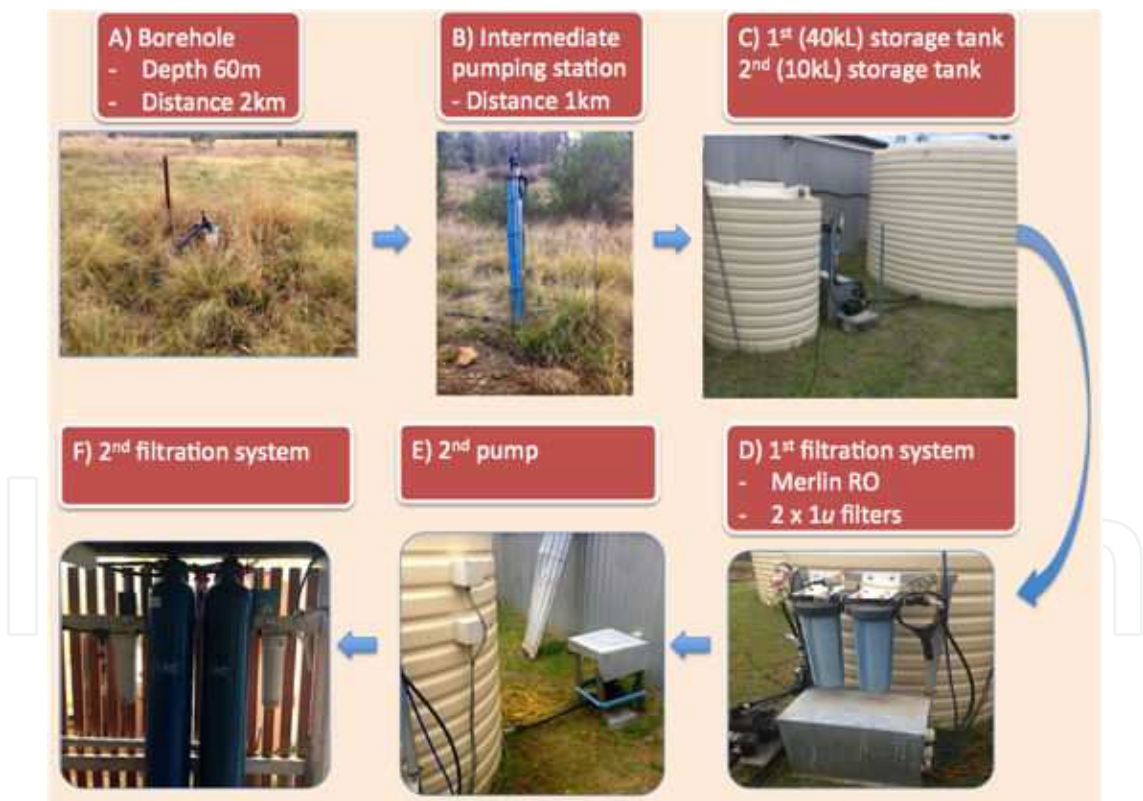 A) Borehole
- Depth 60m
- Distance 2km
B) Intermediate
pumping station
- Distance 1km
C) 1st (40kL) storage tank
2nd (10kL) storage tank
D) 1st filtration system
- Merlin RO
- 2 x 1u filters
E) 2nd pump
F) 2nd filtration system